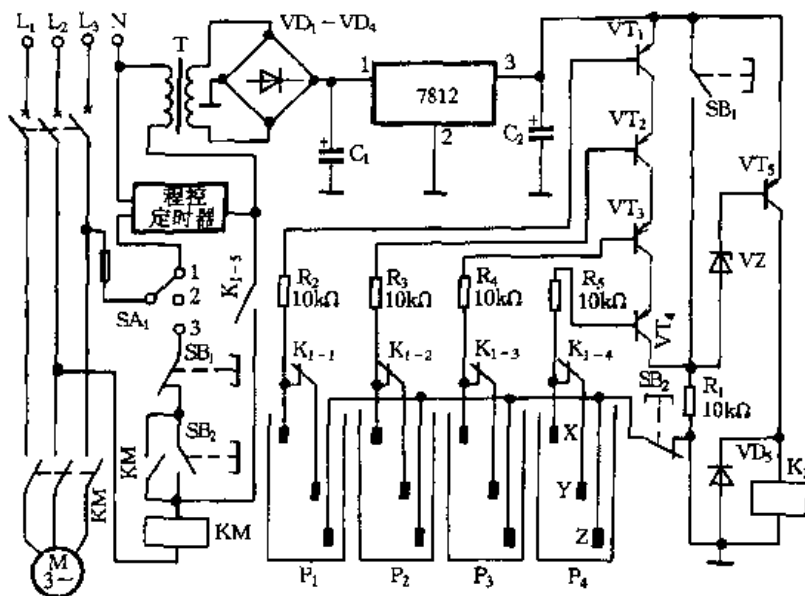 L₁ L₂ L₃ N
T
VD₁~VD₄
1
7812
3
2
C₁
C₂
VT₁
SB₁
VT₂
VT₅
VT₃
VZ
程控
定时器
1
2
3
SA₁
K₁₋₅
R₂
10kΩ
R₃
10kΩ
R₄
10kΩ
R₅
10kΩ
VT₄
SB₁
K₁₋₁
K₁₋₂
K₁₋₃
K₁₋₄
SB₂
R₁
10kΩ
SB₂
X
Y
Z
VD₅
KM
KM
KM
M
3~
P₁
P₂
P₃
P₄